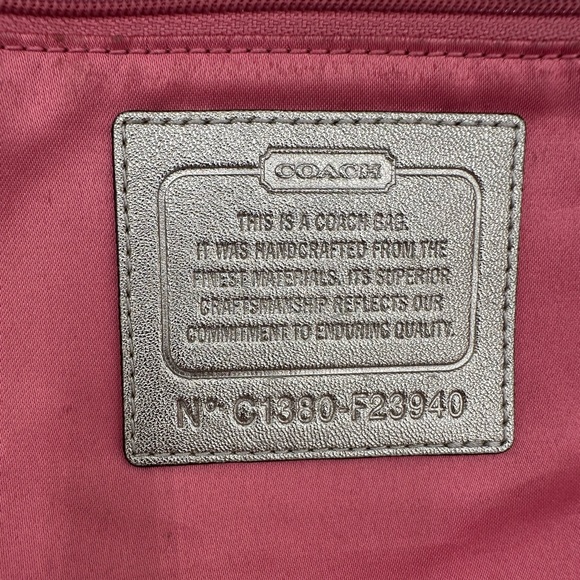 COACH
THIS IS A COACH BAG.
IT WAS HANDCRAFTED FROM THE
FINEST MATERIALS. ITS SUPERIOR
CRAFTSMANSHIP REFLECTS OUR
COMMITMENT TO ENDURING QUALITY.
Nº C1380-F23940